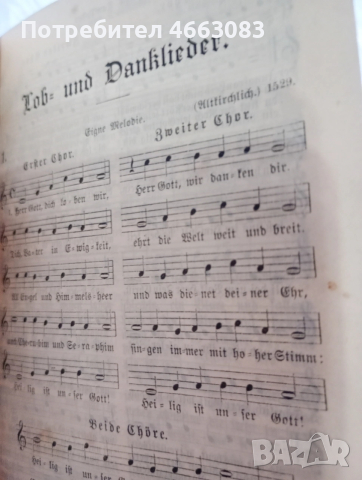 Потребител 4663083
Lob= und Danklieder.
Eigne Melodie.
(Altkirchlich.) 1529.
1.
Erster Chor.
Zweiter Chor.
Herr Gott, dich lo=ben wir,
Herr Gott, wir dan=ken dir.
Dich, Va=ter in E=wig=keit,
ehrt die Welt weit und breit.
All En=gel und Him=mels=heer
und was die=net dei=ner Ehr,
auch Che=ru=bim und Se=ra=phim
sin=gen im=mer mit ho=her Stimm:
Hei=lig ist un=ser Gott!
Hei=lig ist un=ser Gott!
Beide Chöre.
Hei=lig ist un=ser Gott,
BAZAR
bg